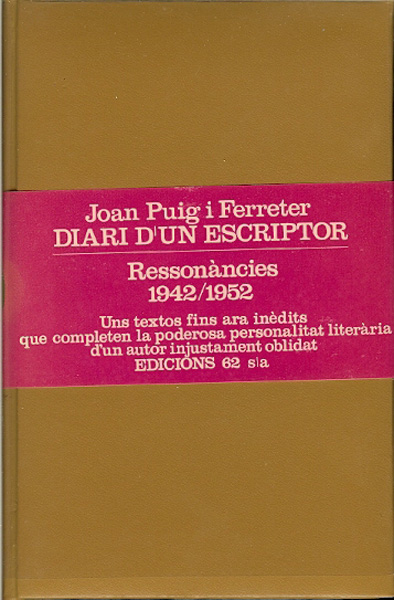 Joan Puig i Ferreter
DIARI D'UN ESCRIPTOR
Ressonàncies
1942/1952
Uns textos fins ara inèdits
que completen la poderosa personalitat literària
d'un autor injustament oblidat
EDICIONS 62 s/a